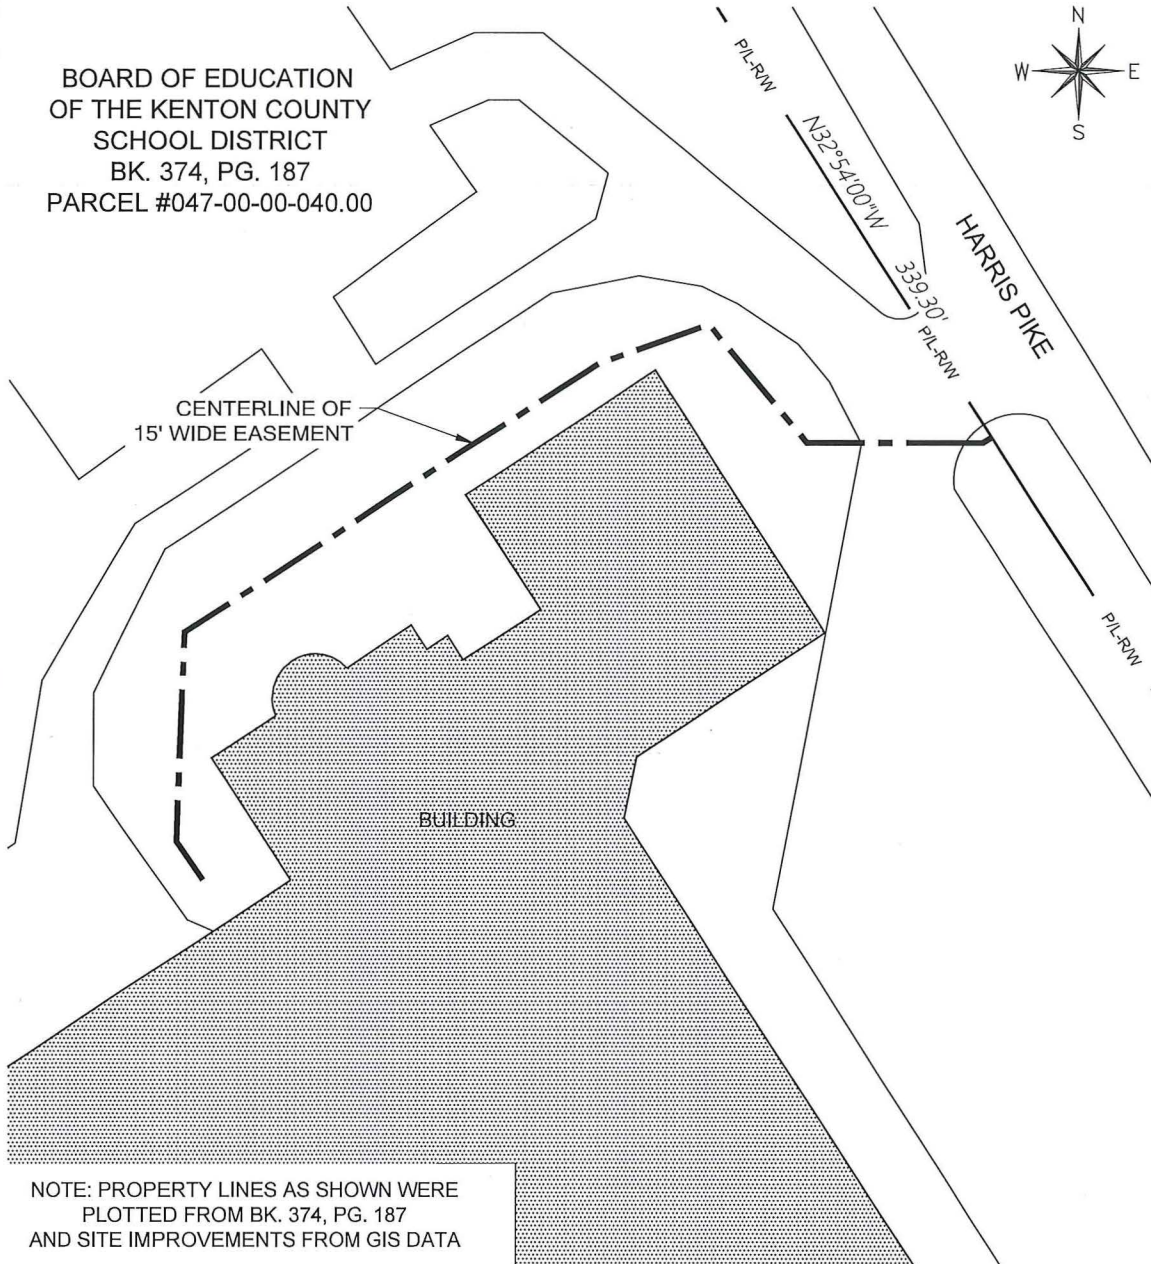 BOARD OF EDUCATION
OF THE KENTON COUNTY
SCHOOL DISTRICT
BK. 374, PG. 187
PARCEL #047-00-00-040.00
N
W
E
S
P/L-R/W
N32°54'00"W
339.30'
P/L-R/W
HARRIS PIKE
P/L-R/W
CENTERLINE OF
15' WIDE EASEMENT
BUILDING
NOTE: PROPERTY LINES AS SHOWN WERE
PLOTTED FROM BK. 374, PG. 187
AND SITE IMPROVEMENTS FROM GIS DATA